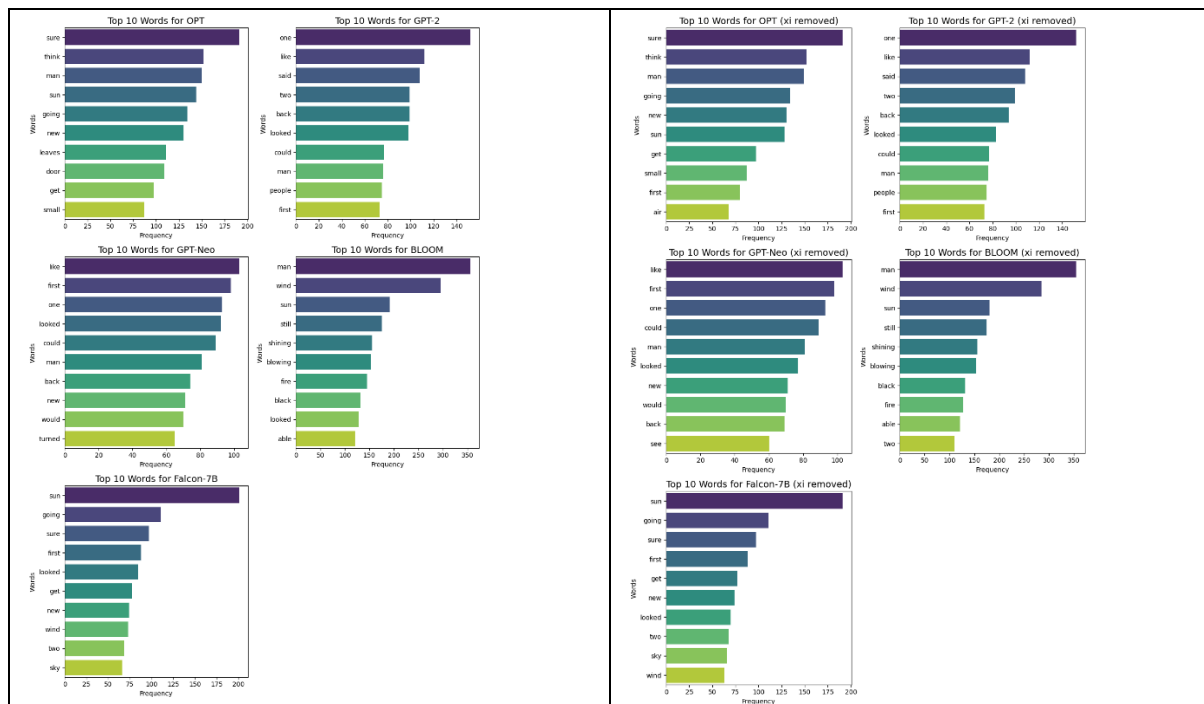 Top 10 Words for OPT
Words
sure
think
man
sun
going
new
leaves
door
get
small
0 25 50 75 100 125 150 175 200
Frequency
Top 10 Words for GPT-2
Words
one
like
said
two
back
looked
could
man
people
first
0 20 40 60 80 100 120 140
Frequency
Top 10 Words for GPT-Neo
Words
like
first
one
looked
could
man
back
new
would
turned
0 20 40 60 80 100
Frequency
Top 10 Words for BLOOM
Words
man
wind
sun
still
shining
blowing
fire
black
looked
able
0 50 100 150 200 250 300 350
Frequency
Top 10 Words for Falcon-7B
Words
sun
going
sure
first
looked
get
new
wind
two
sky
0 25 50 75 100 125 150 175 200
Frequency
Top 10 Words for OPT (xi removed)
Words
sure
think
man
going
new
sun
get
small
first
air
0 25 50 75 100 125 150 175 200
Frequency
Top 10 Words for GPT-2 (xi removed)
Words
one
like
said
two
back
looked
could
man
people
first
0 20 40 60 80 100 120 140
Frequency
Top 10 Words for GPT-Neo (xi removed)
Words
like
first
one
could
man
looked
new
would
back
see
0 20 40 60 80 100
Frequency
Top 10 Words for BLOOM (xi removed)
Words
man
wind
sun
still
shining
blowing
black
fire
able
two
0 50 100 150 200 250 300 350
Frequency
Top 10 Words for Falcon-7B (xi removed)
Words
sun
going
sure
first
get
new
looked
two
sky
wind
0 25 50 75 100 125 150 175 200
Frequency